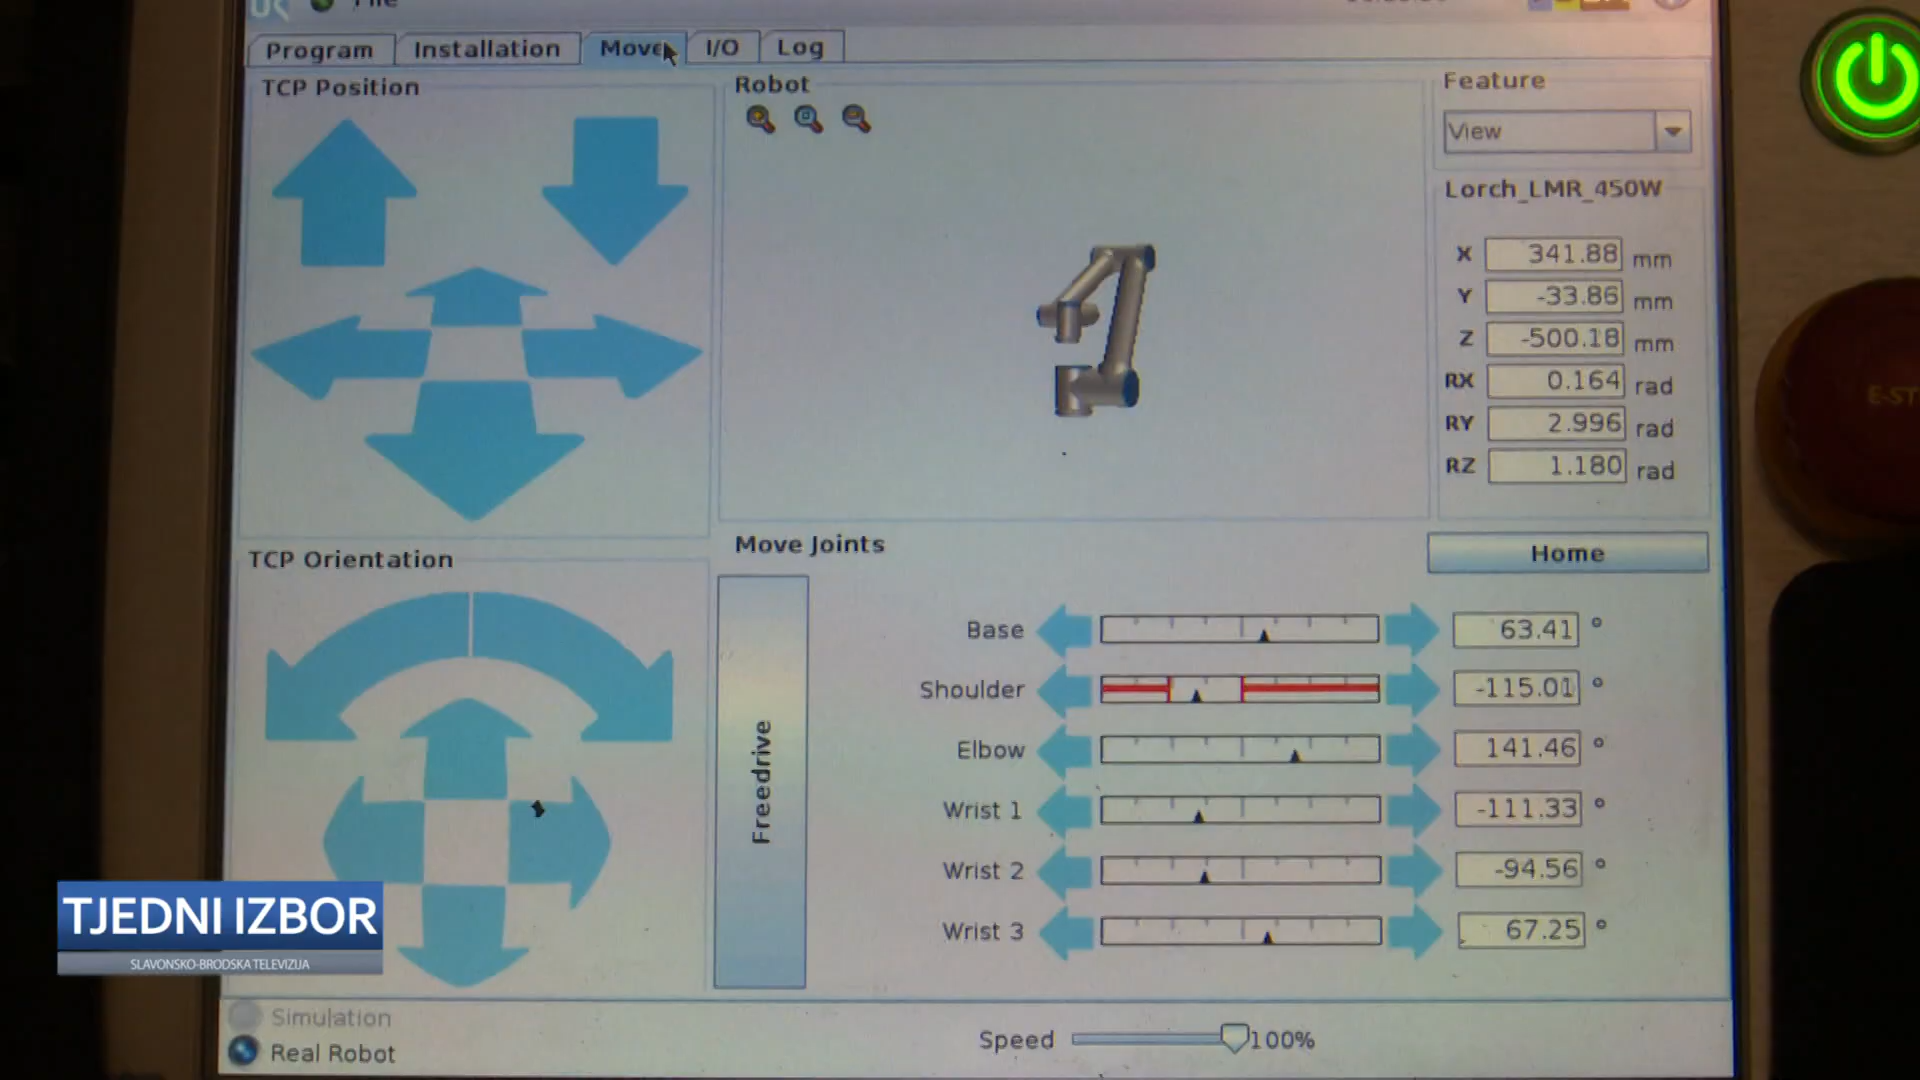 File
Program Installation Move I/O Log
TCP Position
Robot
Feature
View
Lorch_LMR_450W
X 341.88 mm
Y -33.86 mm
Z -500.18 mm
RX 0.164 rad
RY 2.996 rad
RZ 1.180 rad
E-ST
TCP Orientation
Move Joints
Home
Freedrive
Base 63.41 °
Shoulder -115.01 °
Elbow 141.46 °
Wrist 1 -111.33 °
Wrist 2 -94.56 °
Wrist 3 67.25 °
TJEDNI IZBOR
SLAVONSKO-BRODSKA TELEVIZIJA
Simulation
Real Robot
Speed 100%